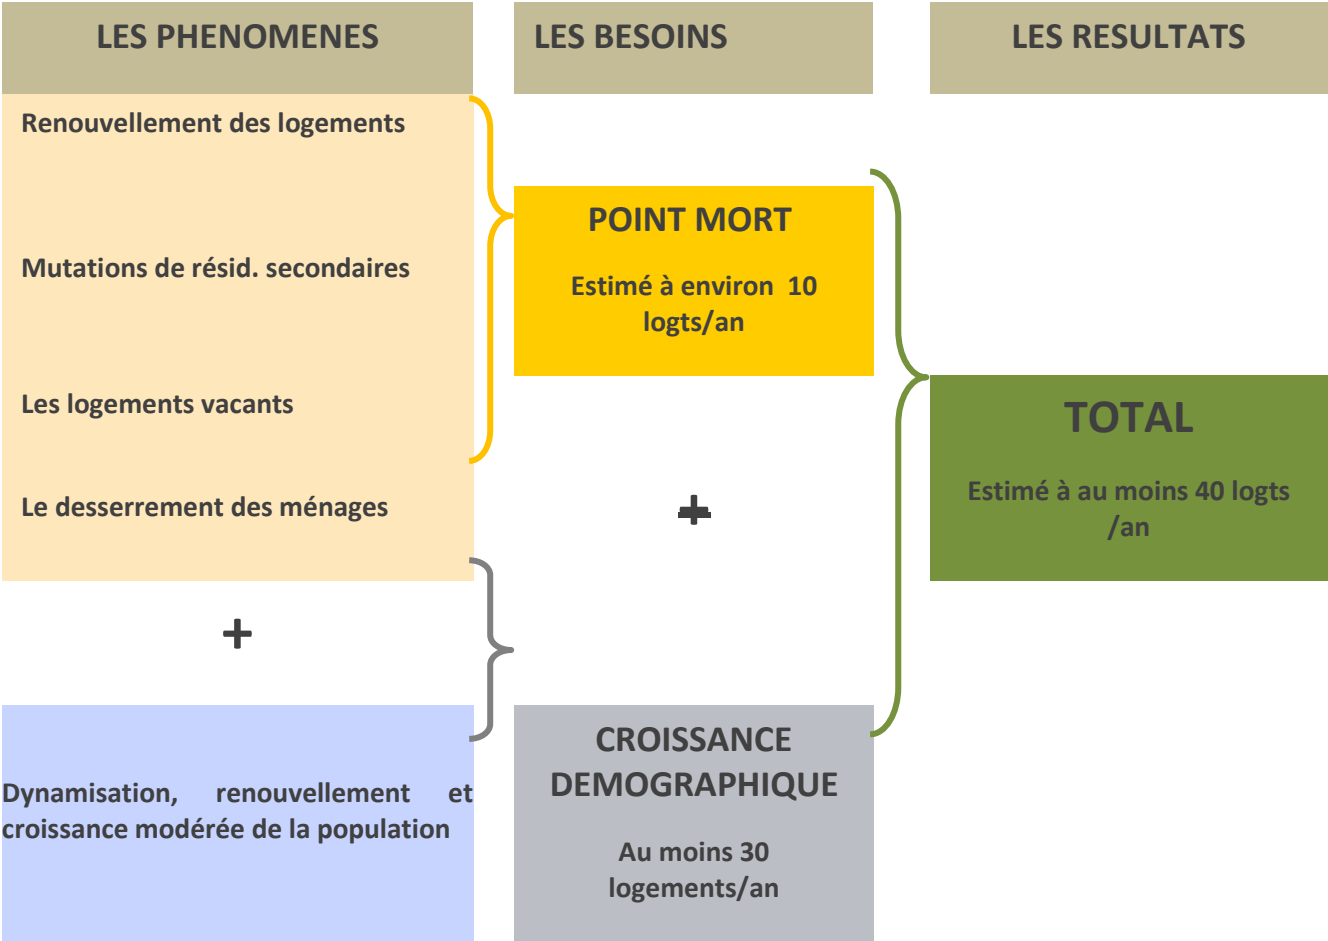 LES PHENOMENES
LES BESOINS
LES RESULTATS
Renouvellement des logements
Mutations de résid. secondaires
Les logements vacants
Le desserrement des ménages
+
Dynamisation, renouvellement et
croissance modérée de la population
POINT MORT
Estimé à environ 10
logts/an
+
CROISSANCE
DEMOGRAPHIQUE
Au moins 30
logements/an
TOTAL
Estimé à au moins 40 logts
/an